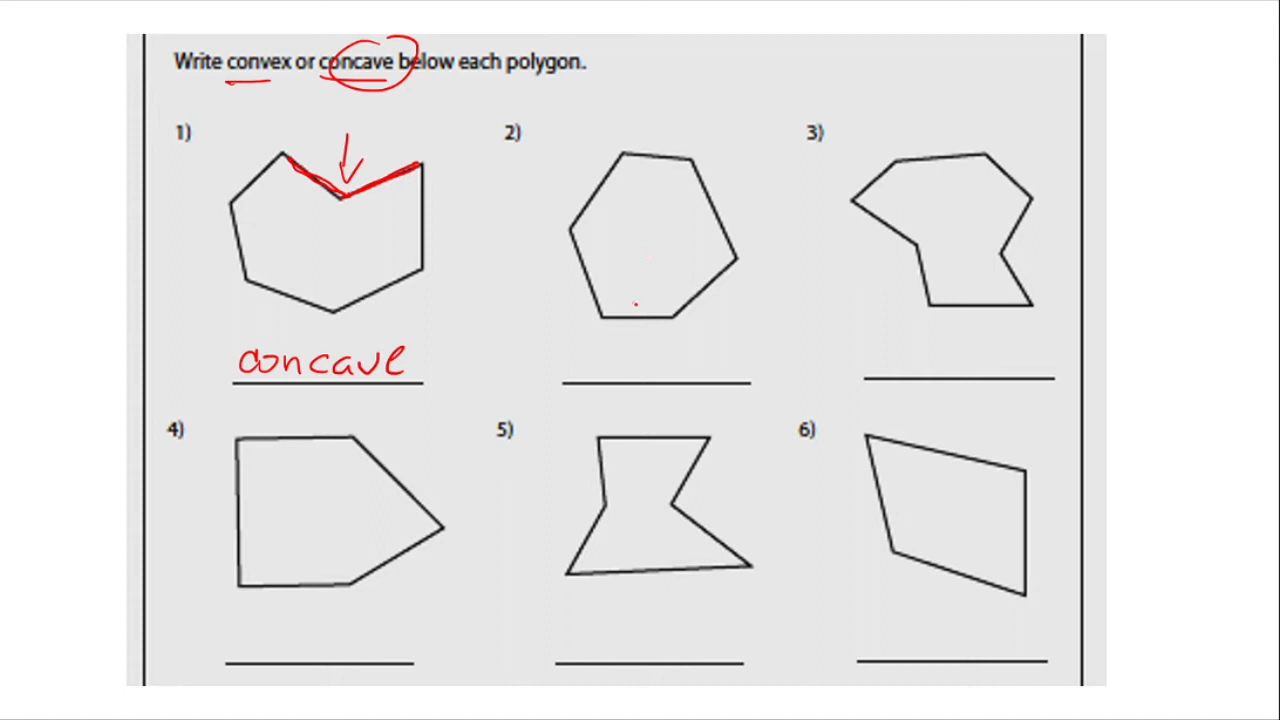 Write convex or concave below each polygon.
1) 2) 3)
concave
4) 5) 6)